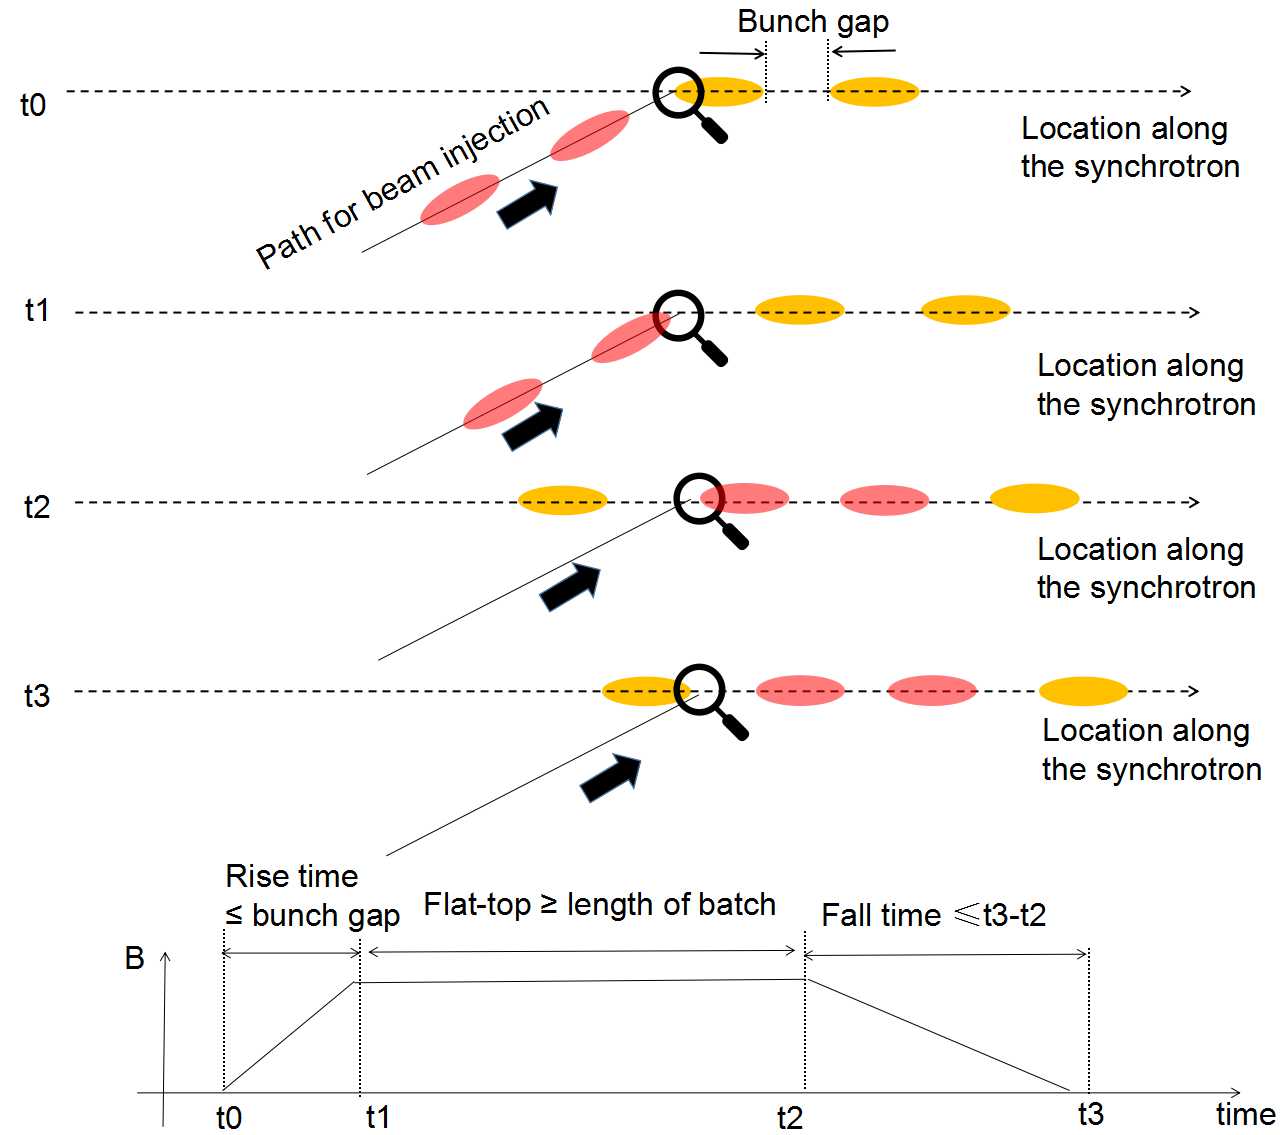 Bunch gap
t0
Path for beam injection
Location along
the synchrotron
t1
Location along
the synchrotron
t2
Location along
the synchrotron
t3
Location along
the synchrotron
Rise time
≤ bunch gap
Flat-top ≥ length of batch
Fall time ⩽t3-t2
B
t0
t1
t2
t3
time